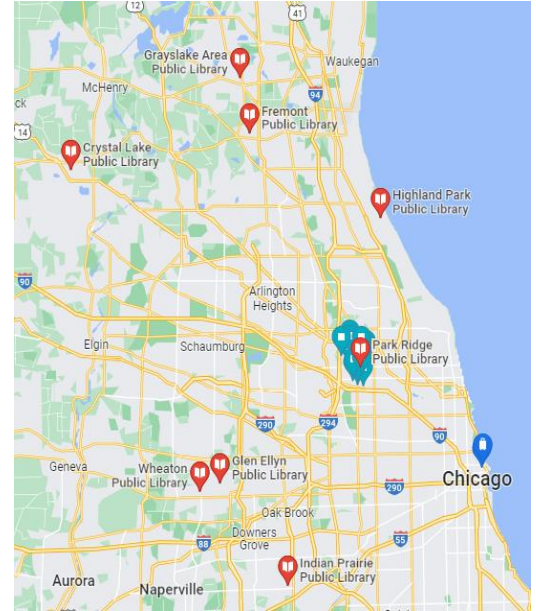 12
41
Grayslake Area
Public Library
Waukegan
McHenry
94
ck
Fremont
Public Library
14
Crystal Lake
Public Library
Highland Park
Public Library
90
Arlington
Heights
Elgin
Schaumburg
Park Ridge
Public Library
290
294
90
Geneva
Wheaton
Public Library
Glen Ellyn
Public Library
Chicago
290
Oak Brook
Downers
Grove
88
55
Indian Prairie
Public Library
Aurora
Naperville